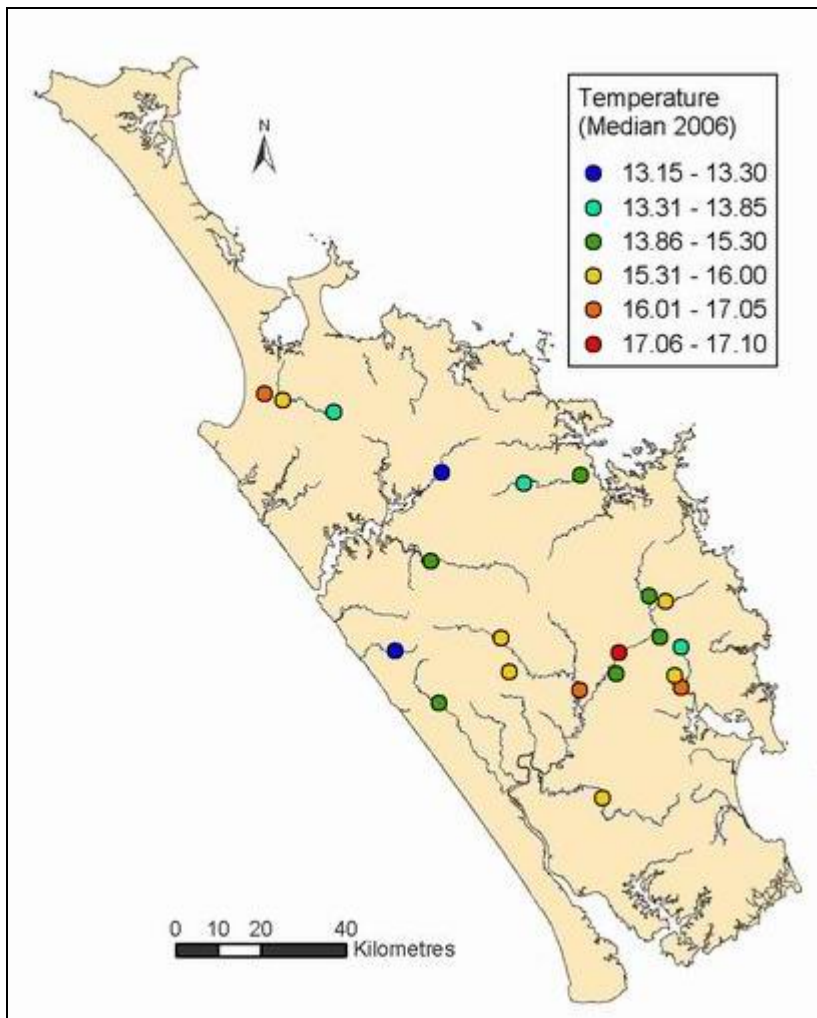 Temperature
(Median 2006)
13.15 - 13.30
13.31 - 13.85
13.86 - 15.30
15.31 - 16.00
16.01 - 17.05
17.06 - 17.10
N
0 10 20 40
Kilometres